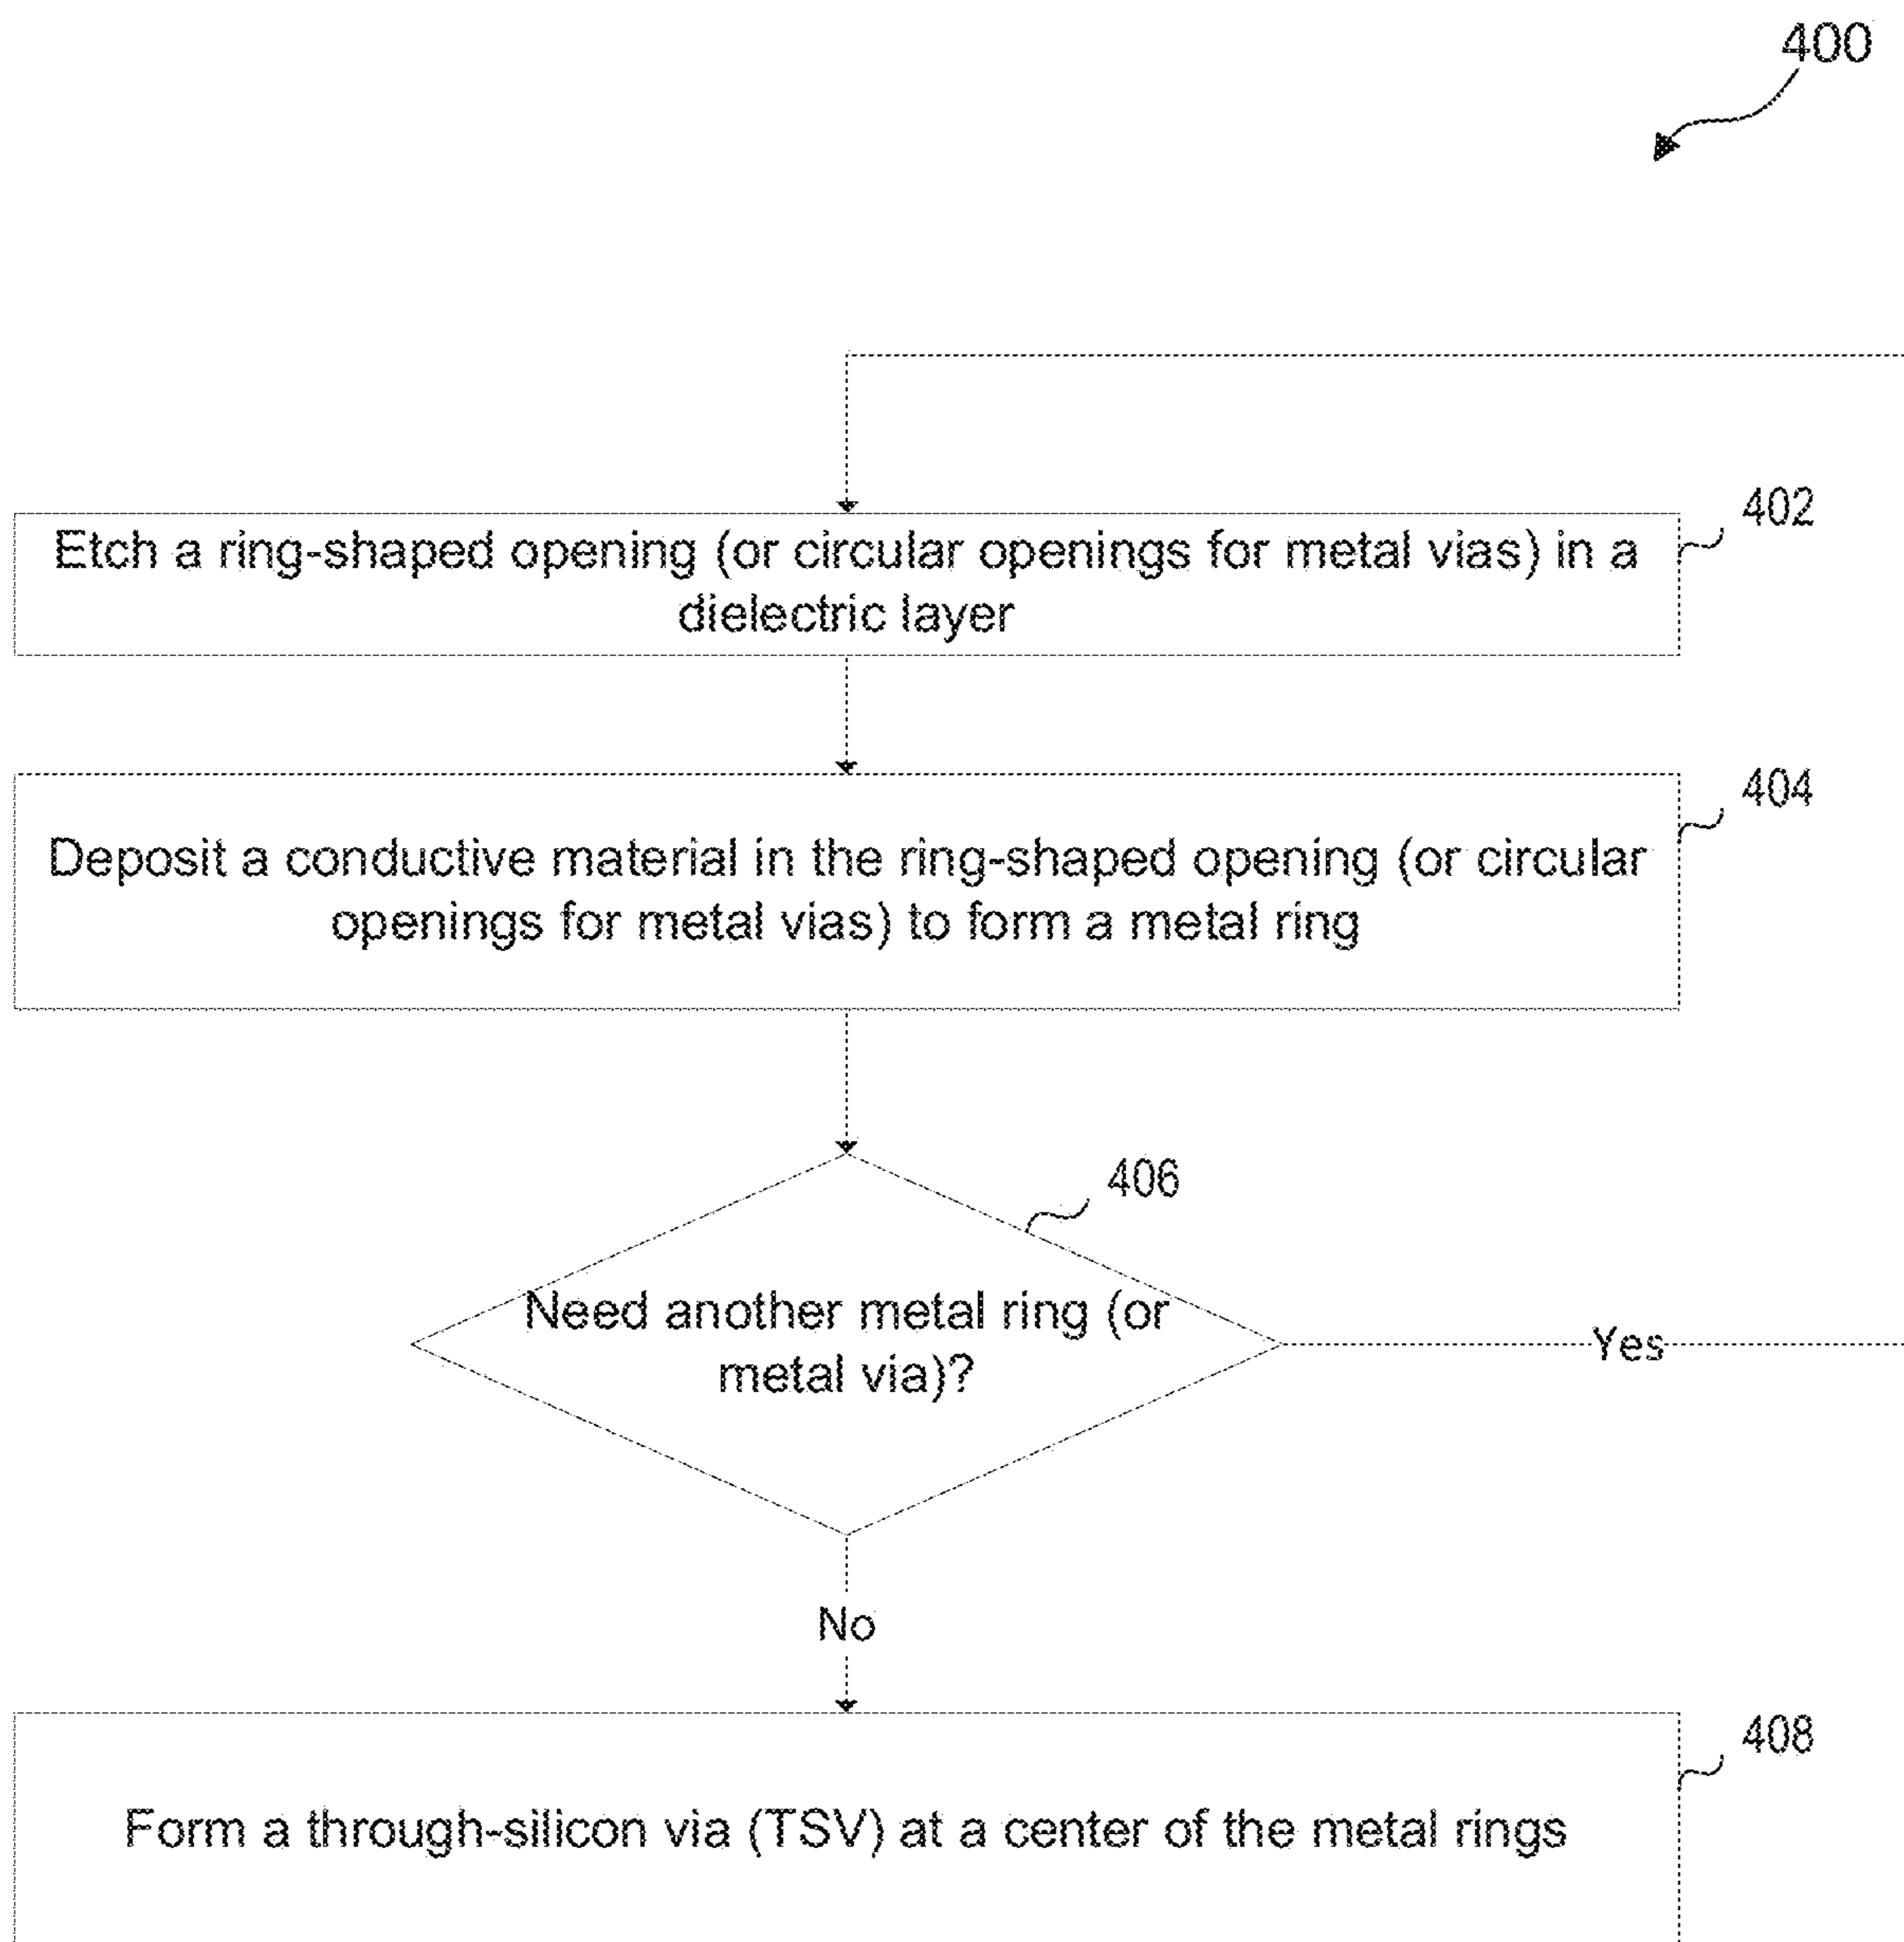 400
402
Etch a ring-shaped opening (or circular openings for metal vias) in a
dielectric layer
404
Deposit a conductive material in the ring-shaped opening (or circular
openings for metal vias) to form a metal ring
406
Need another metal ring (or
metal via)?
Yes
No
408
Form a through-silicon via (TSV) at a center of the metal rings